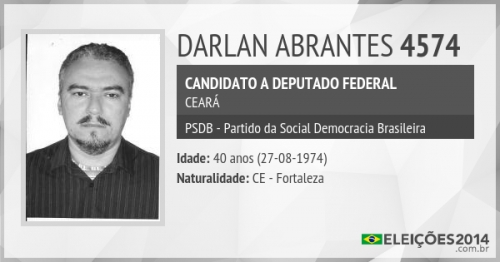 DARLAN ABRANTES 4574
CANDIDATO A DEPUTADO FEDERAL
CEARÁ
PSDB - Partido da Social Democracia Brasileira
Idade: 40 anos (27-08-1974)
Naturalidade: CE - Fortaleza
ELEIÇÕES2014
.com.br